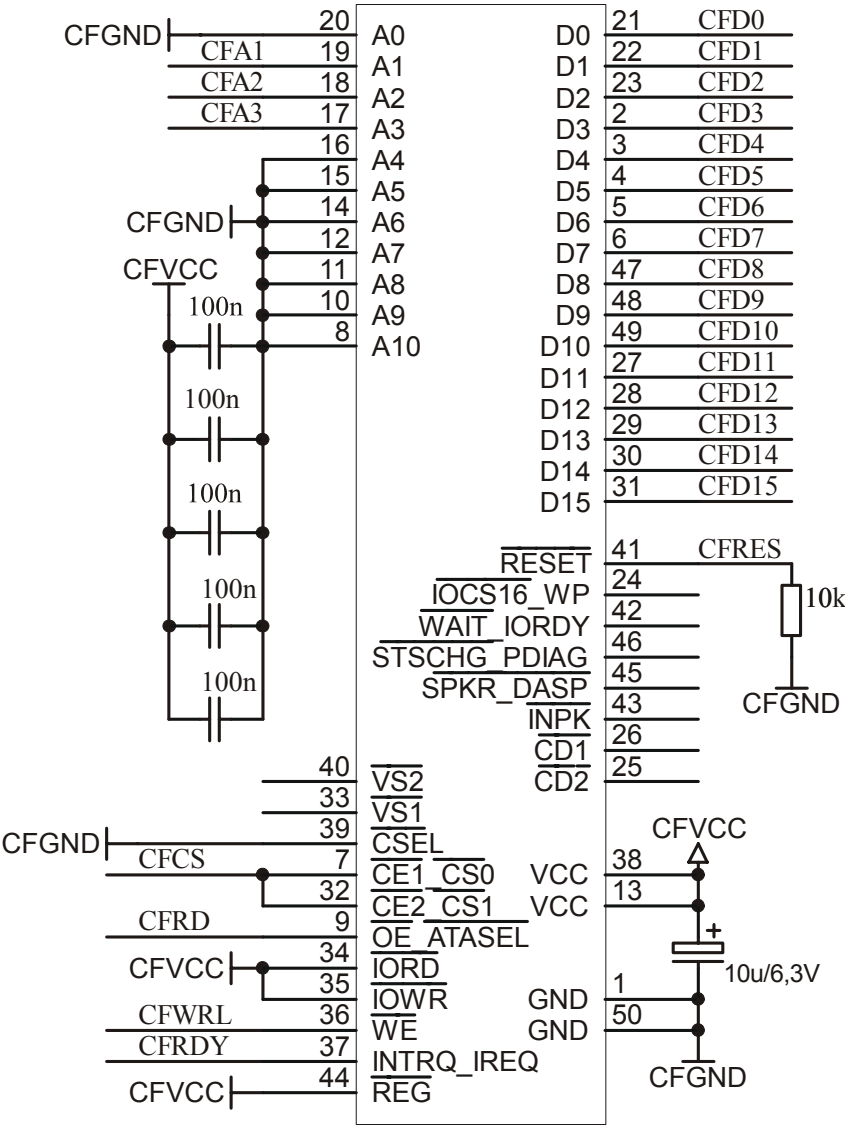 CFGND 20 A0 D0 21 CFD0
CFA1 19 A1 D1 22 CFD1
CFA2 18 A2 D2 23 CFD2
CFA3 17 A3 D3 2 CFD3
16 A4 D4 3 CFD4
15 A5 D5 4 CFD5
CFGND 14 A6 D6 5 CFD6
12 A7 D7 6 CFD7
CFVCC 11 A8 D8 47 CFD8
100n 10 A9 D9 48 CFD9
8 A10 D10 49 CFD10
D11 27 CFD11
100n D12 28 CFD12
D13 29 CFD13
D14 30 CFD14
100n D15 31 CFD15
RESET 41 CFRES
100n IOCS16_WP 24 10k
WAIT_IORDY 42
STSCHG_PDIAG 46
100n SPKR_DASP 45 CFGND
INPK 43
CD1 26
40 VS2 CD2 25
33 VS1
CFGND 39 CSEL CFVCC
CFCS 7 CE1_CS0 VCC 38
32 CE2_CS1 VCC 13
CFRD 9 OE_ATASEL +
CFVCC 34 IORD 10u/6,3V
35 IOWR GND 1
CFWRL 36 WE GND 50
CFRDY 37 INTRQ_IREQ
CFVCC 44 REG CFGND